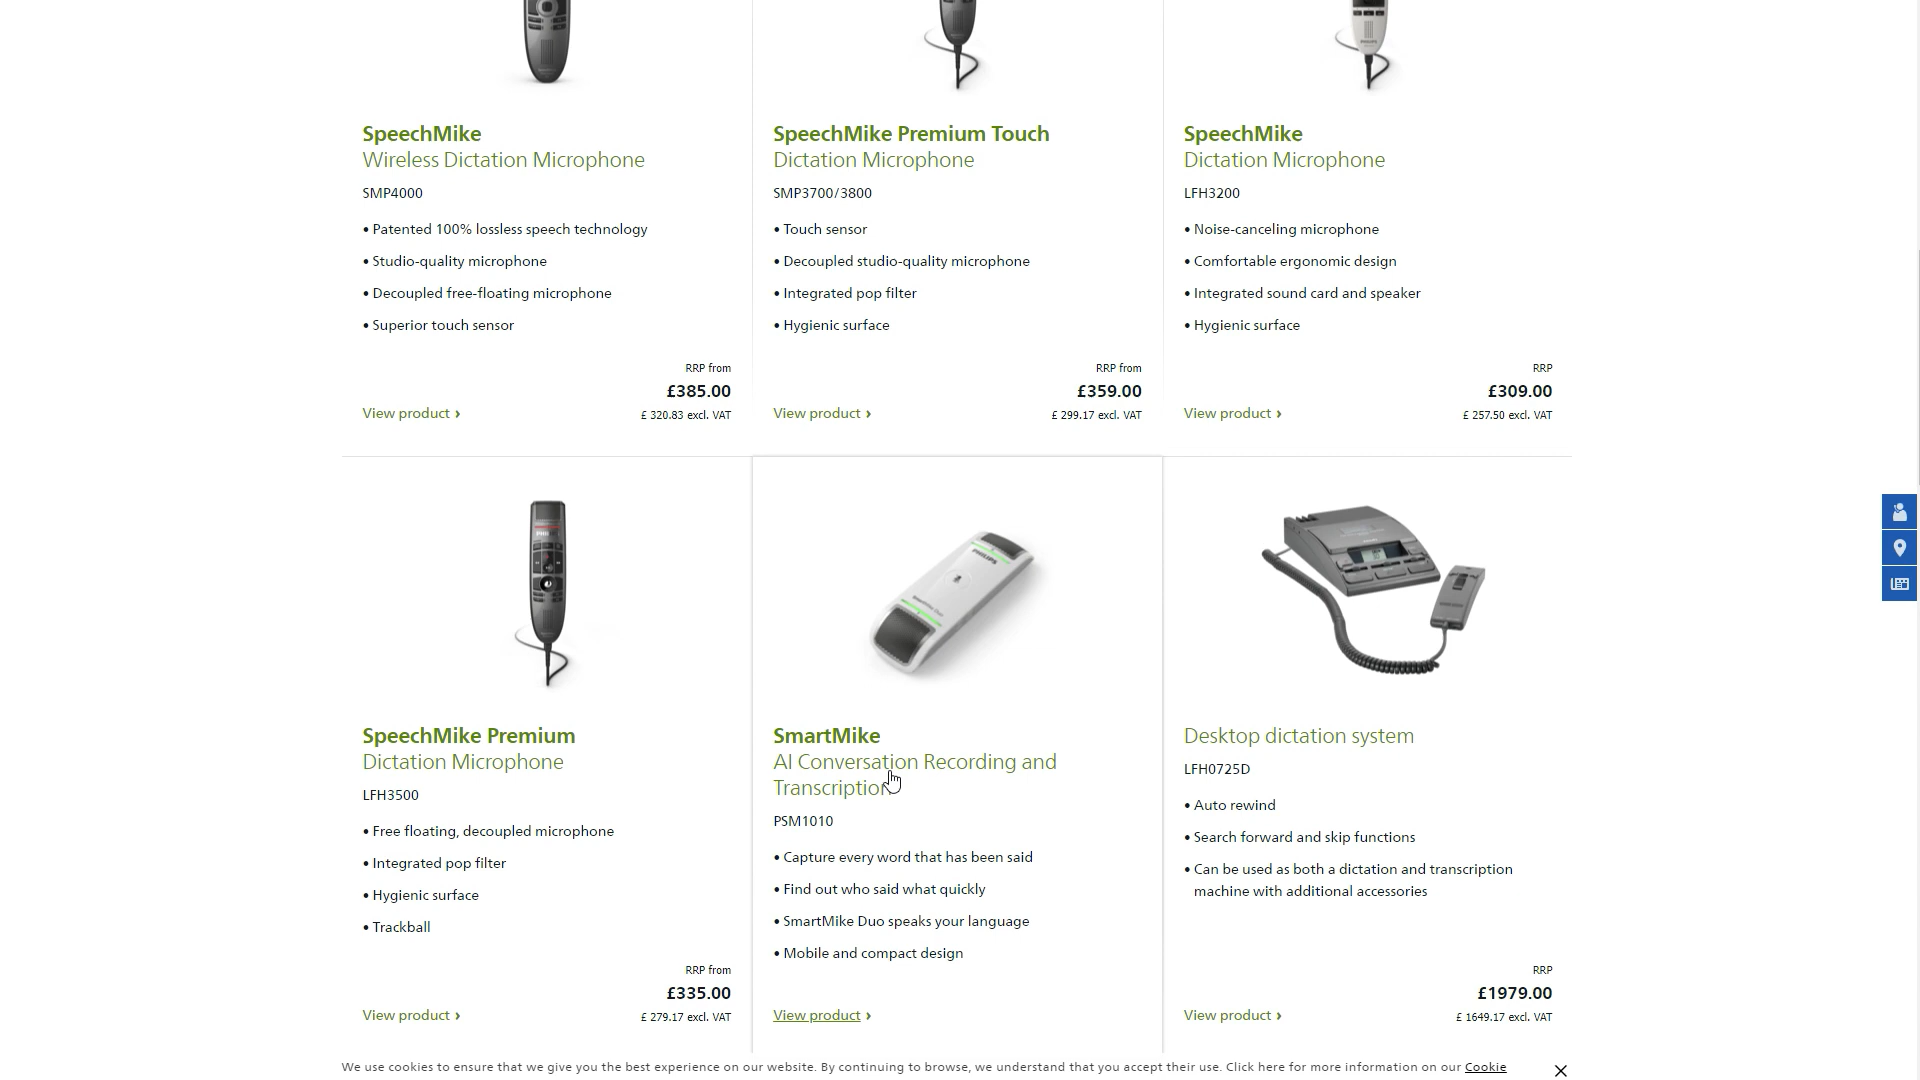 SpeechMike
Wireless Dictation Microphone
SMP4000
• Patented 100% lossless speech technology
• Studio-quality microphone
• Decoupled free-floating microphone
• Superior touch sensor
RRP from
£385.00
View product ›
£ 320.83 excl. VAT
SpeechMike Premium Touch
Dictation Microphone
SMP3700/3800
• Touch sensor
• Decoupled studio-quality microphone
• Integrated pop filter
• Hygienic surface
RRP from
£359.00
View product ›
£ 299.17 excl. VAT
SpeechMike
Dictation Microphone
LFH3200
• Noise-canceling microphone
• Comfortable ergonomic design
• Integrated sound card and speaker
• Hygienic surface
RRP
£309.00
View product ›
£ 257.50 excl. VAT
SpeechMike Premium
Dictation Microphone
LFH3500
• Free floating, decoupled microphone
• Integrated pop filter
• Hygienic surface
• Trackball
RRP from
£335.00
View product ›
£ 279.17 excl. VAT
PHILIPS
SmartMike
AI Conversation Recording and
Transcription
PSM1010
• Capture every word that has been said
• Find out who said what quickly
• SmartMike Duo speaks your language
• Mobile and compact design
View product ›
Desktop dictation system
LFH0725D
• Auto rewind
• Search forward and skip functions
• Can be used as both a dictation and transcription
machine with additional accessories
RRP
£1979.00
View product ›
£ 1649.17 excl. VAT
We use cookies to ensure that we give you the best experience on our website. By continuing to browse, we understand that you accept their use. Click here for more information on our Cookie